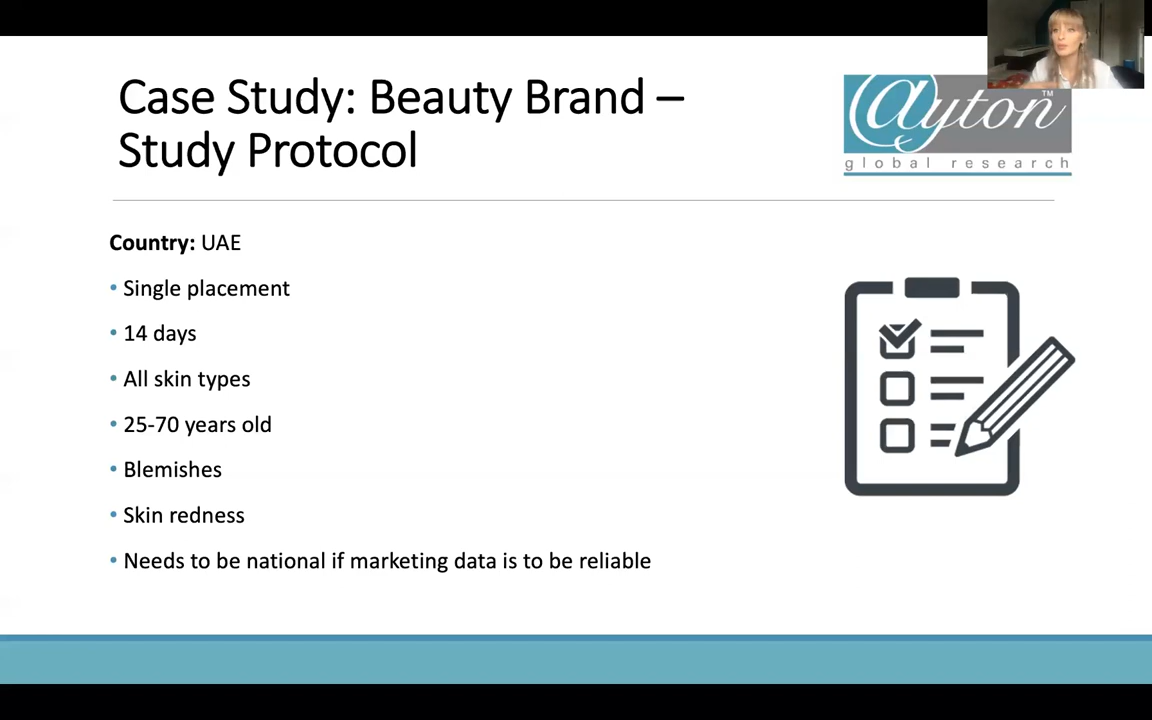 Case Study: Beauty Brand –
Study Protocol
@yton™
global research
Country: UAE
• Single placement
• 14 days
• All skin types
• 25-70 years old
• Blemishes
• Skin redness
• Needs to be national if marketing data is to be reliable